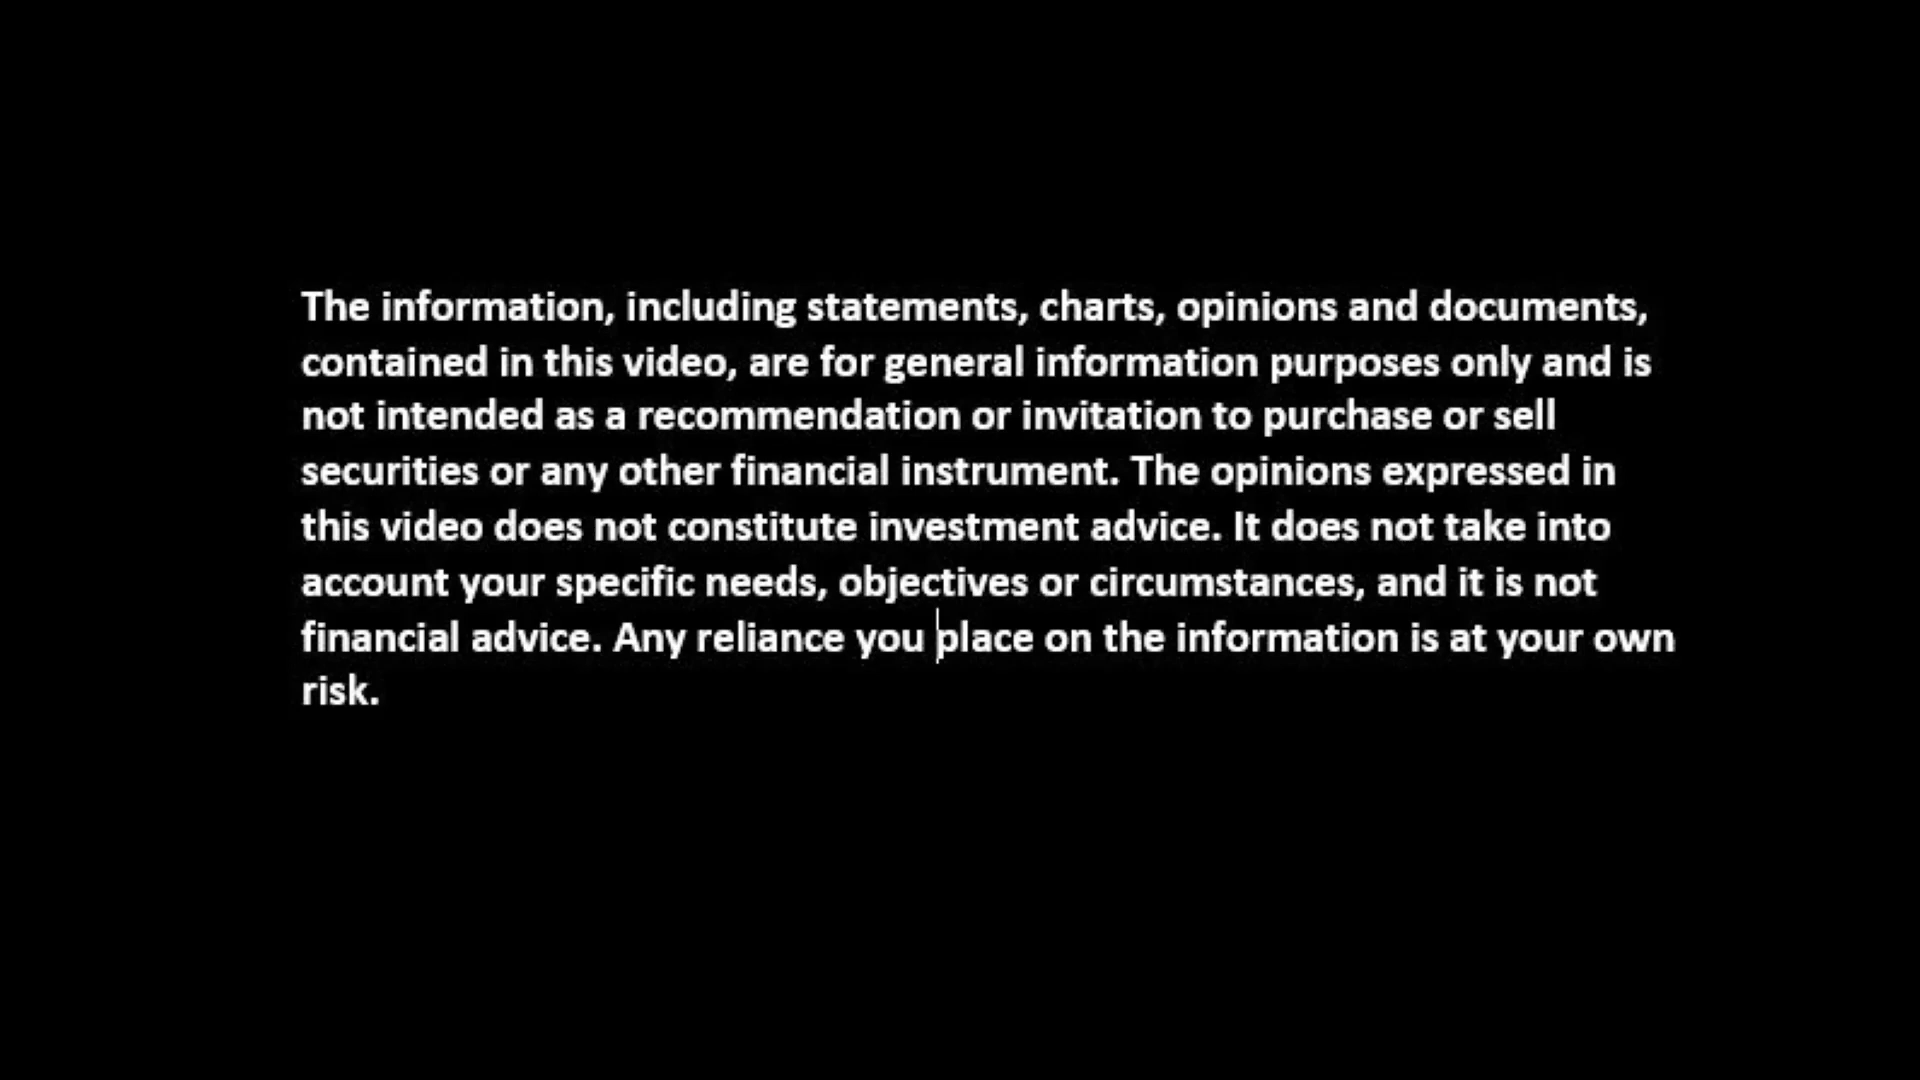 The information, including statements, charts, opinions and documents,
contained in this video, are for general information purposes only and is
not intended as a recommendation or invitation to purchase or sell
securities or any other financial instrument. The opinions expressed in
this video does not constitute investment advice. It does not take into
account your specific needs, objectives or circumstances, and it is not
financial advice. Any reliance you place on the information is at your own
risk.